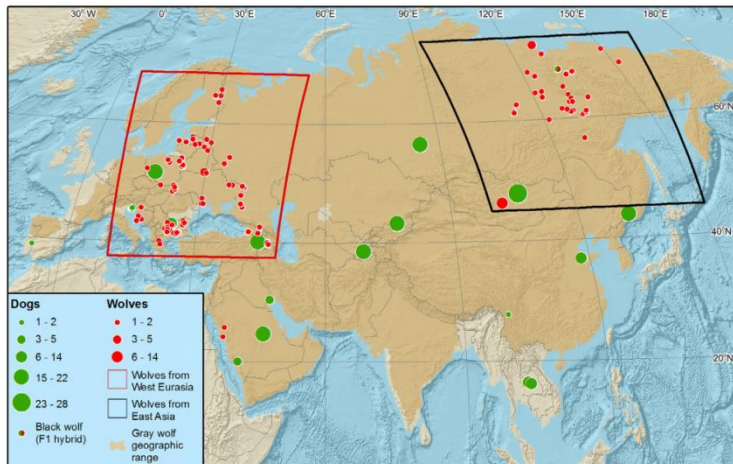 30° W
0°
30° E
60° E
90° E
120° E
150° E
180° E
60° N
40° N
20° N
Dogs
1 - 2
3 - 5
6 - 14
15 - 22
23 - 28
Black wolf
(F1 hybrid)
Wolves
1 - 2
3 - 5
6 - 14
Wolves from
West Eurasia
Wolves from
East Asia
Gray wolf
geographic
range